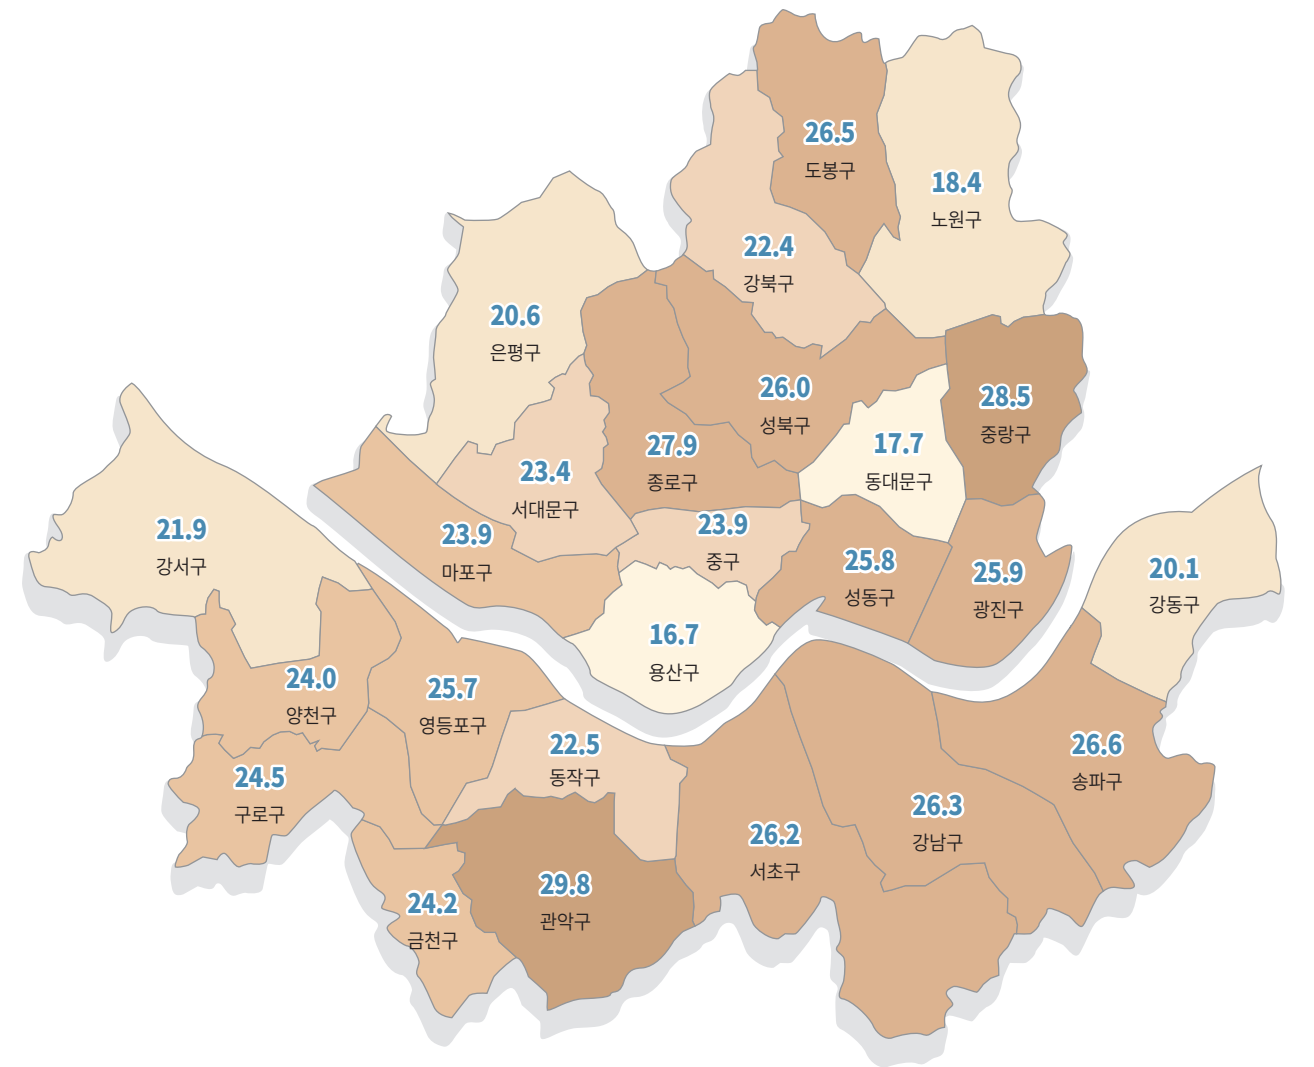 26.5
도봉구
18.4
노원구
22.4
강북구
20.6
은평구
26.0
성북구
28.5
중랑구
27.9
종로구
17.7
동대문구
23.4
서대문구
23.9
마포구
23.9
중구
21.9
강서구
25.8
성동구
25.9
광진구
20.1
강동구
16.7
용산구
24.0
양천구
25.7
영등포구
22.5
동작구
26.6
송파구
24.5
구로구
26.3
강남구
26.2
서초구
29.8
관악구
24.2
금천구